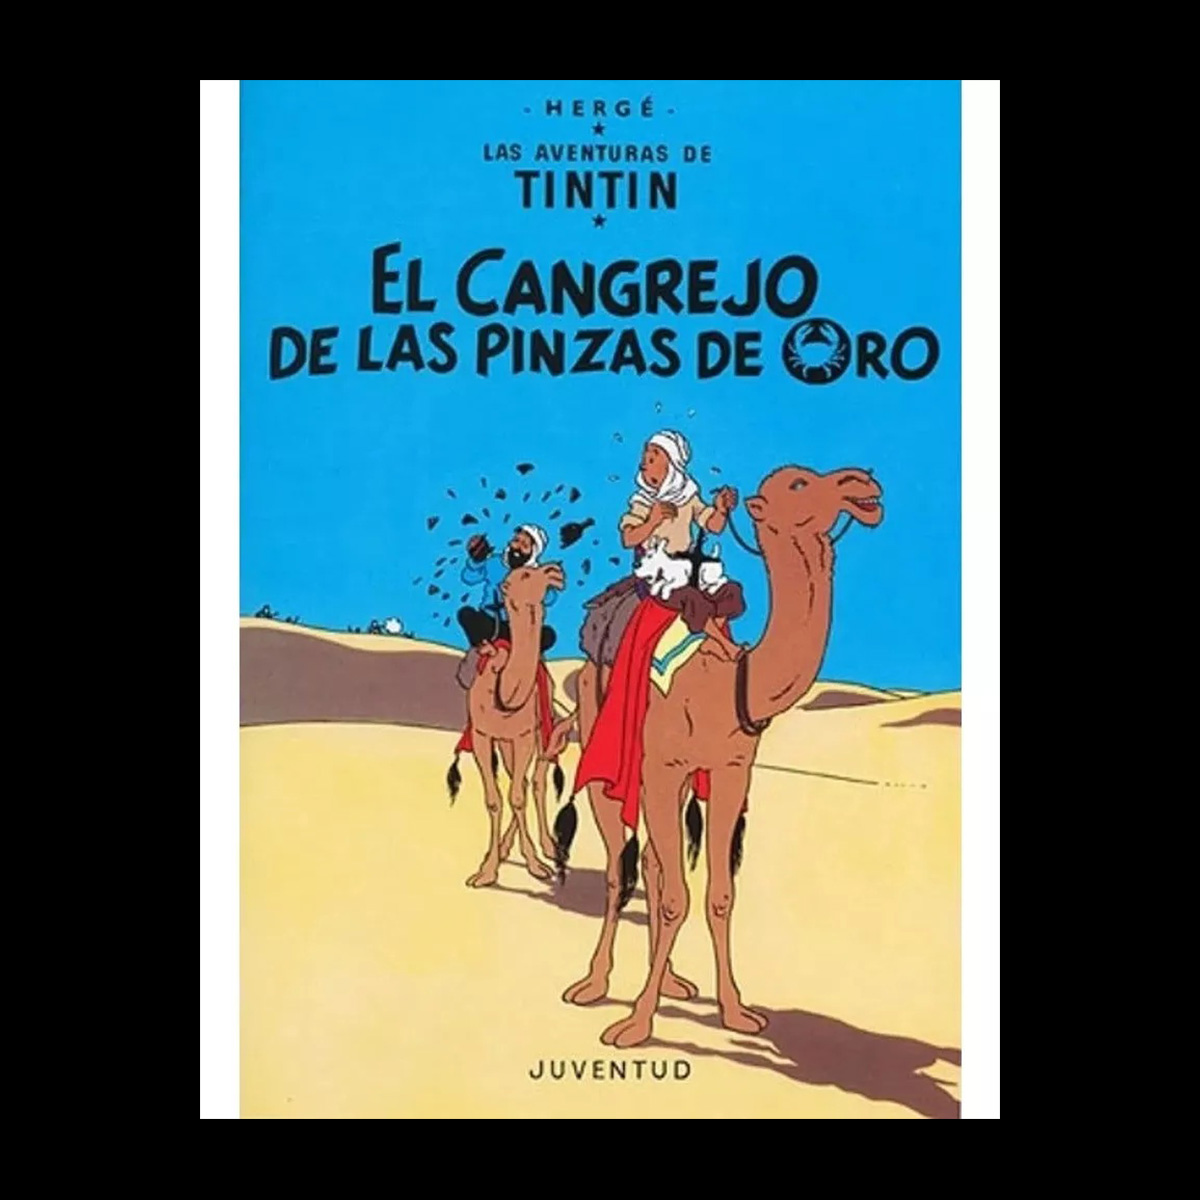 - HERGÉ -
LAS AVENTURAS DE
TINTIN
EL CANGREJO
DE LAS PINZAS DE ORO
JUVENTUD